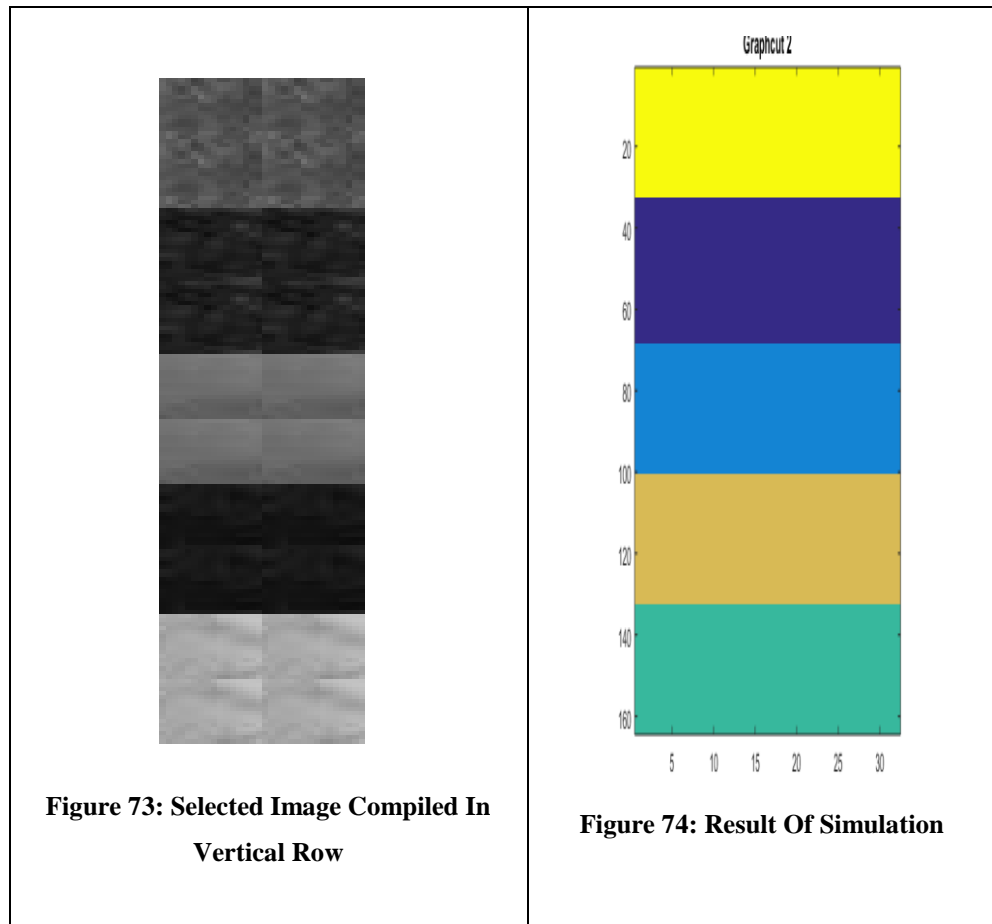 Graphcut 2
20
40
60
80
100
120
140
160
5 10 15 20 25 30
Figure 73: Selected Image Compiled In
Vertical Row
Figure 74: Result Of Simulation